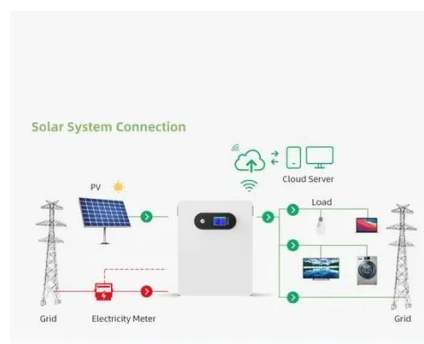 Solar System Connection
PV
Cloud Server
Load
Grid
Electricity Meter
Grid